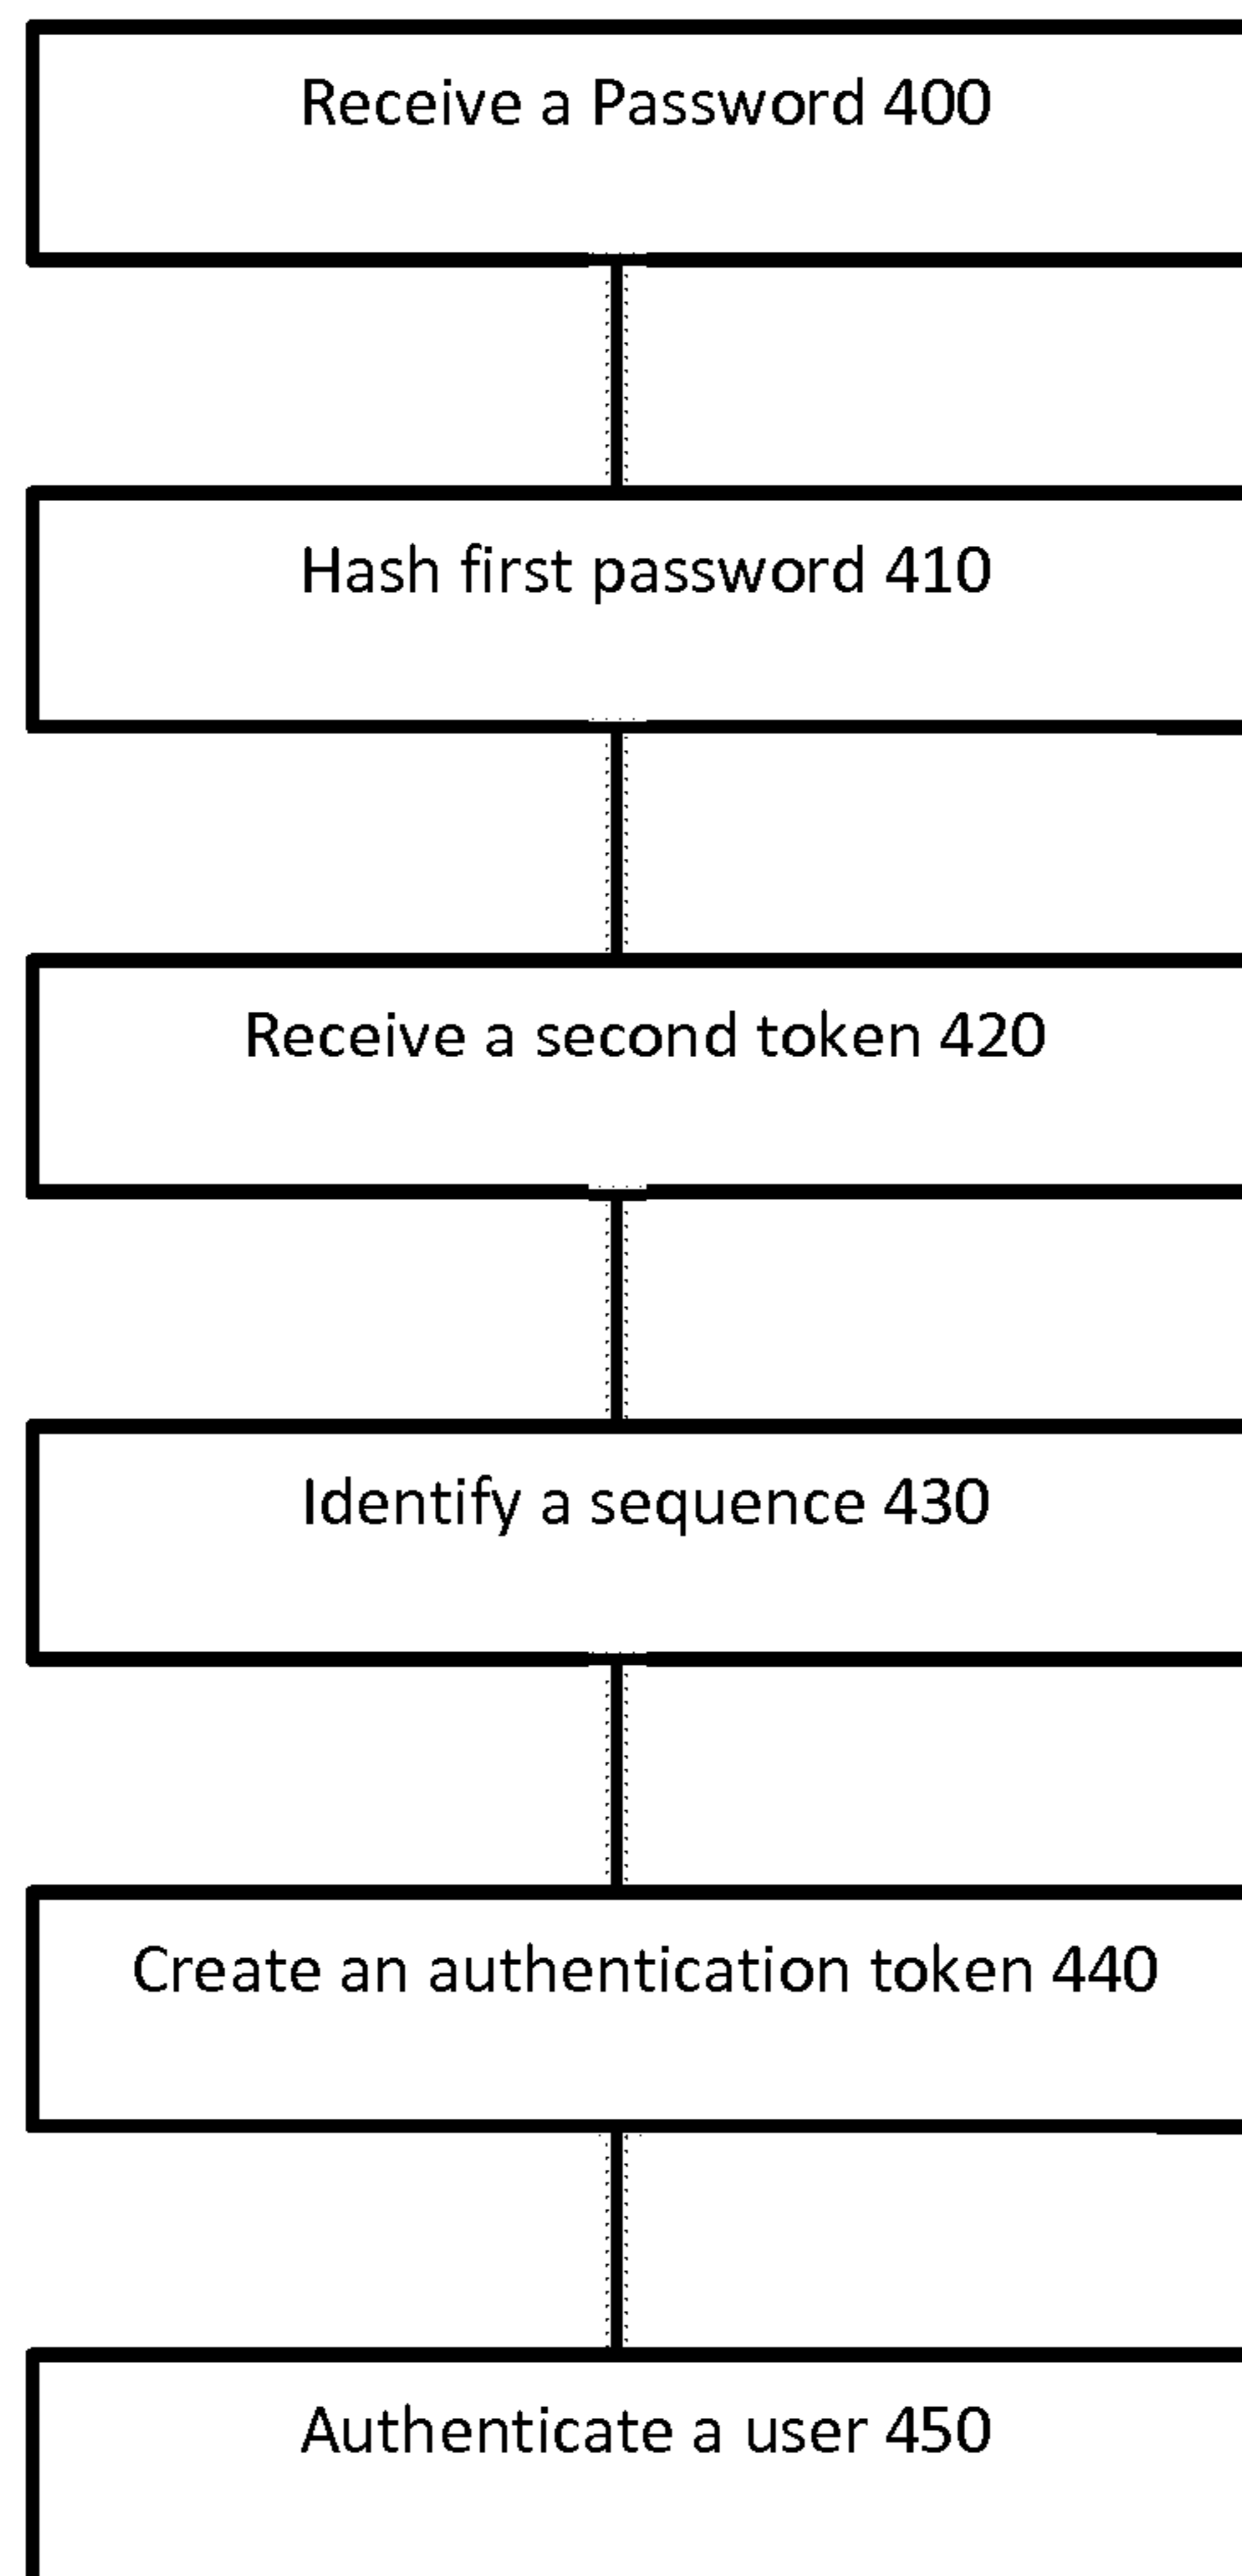 Receive a Password 400
Hash first password 410
Receive a second token 420
Identify a sequence 430
Create an authentication token 440
Authenticate a user 450